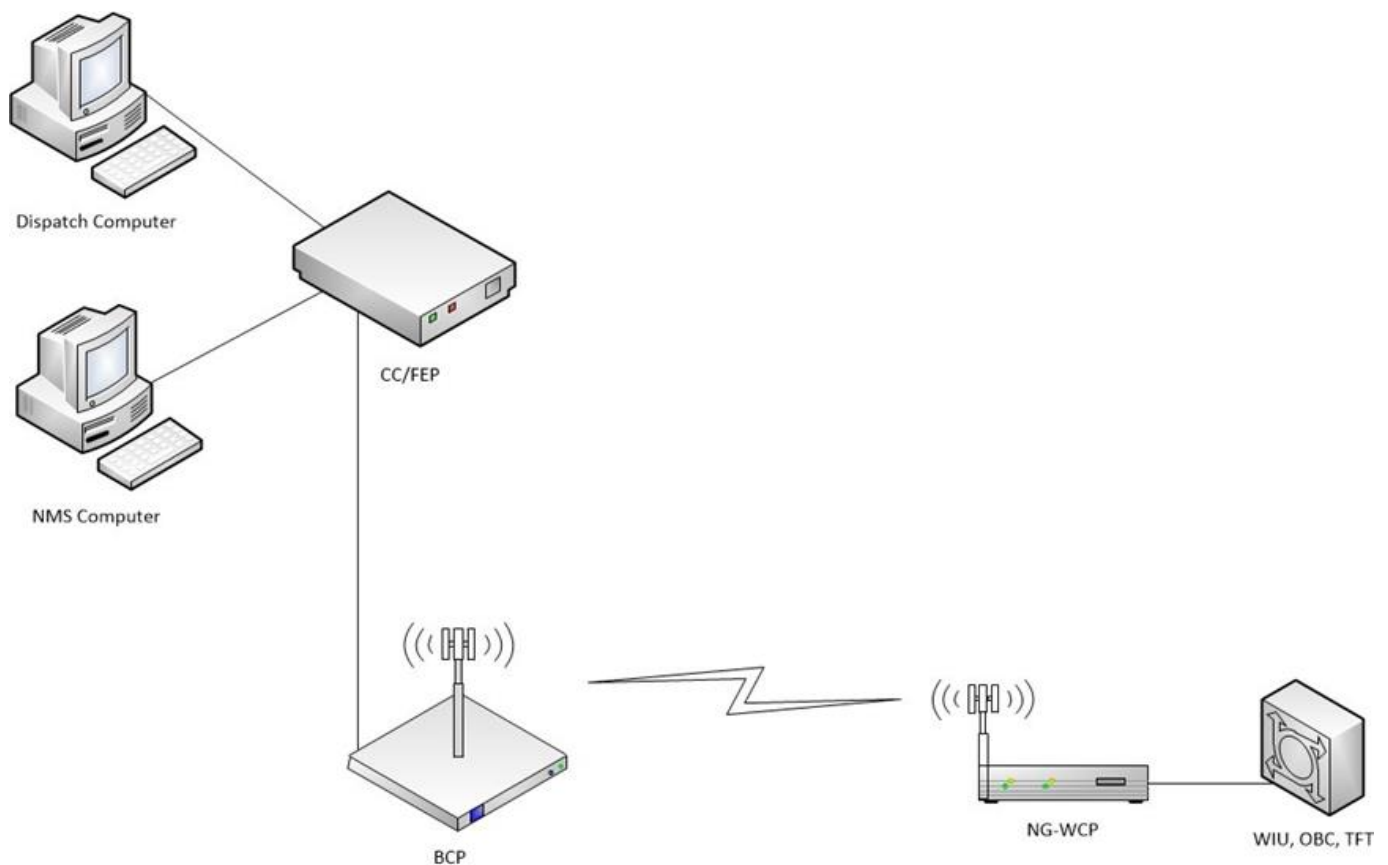 Dispatch Computer
CC/FEP
NMS Computer
BCP
NG-WCP
WIU, OBC, TFT